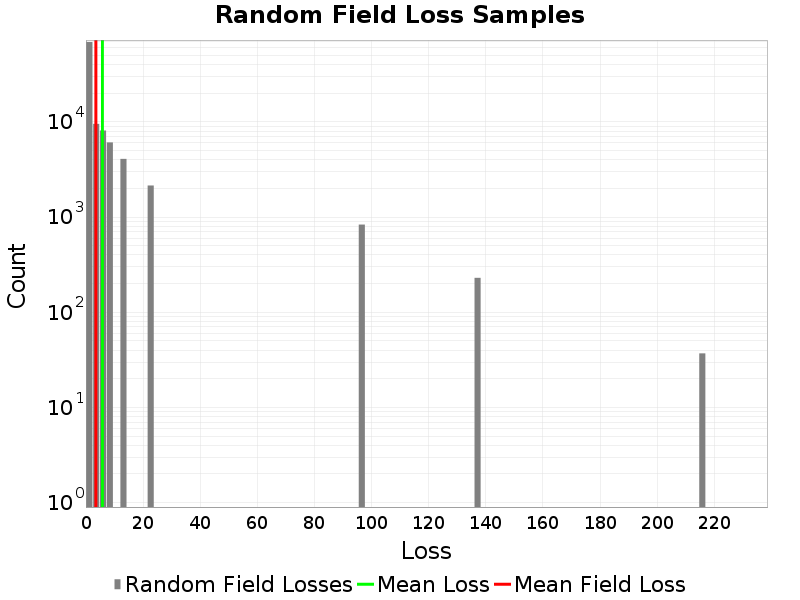 Random Field Loss Samples
Count
10^4
10^3
10^2
10^1
10^0
0 20 40 60 80 100 120 140 160 180 200 220
Loss
Random Field Losses Mean Loss Mean Field Loss